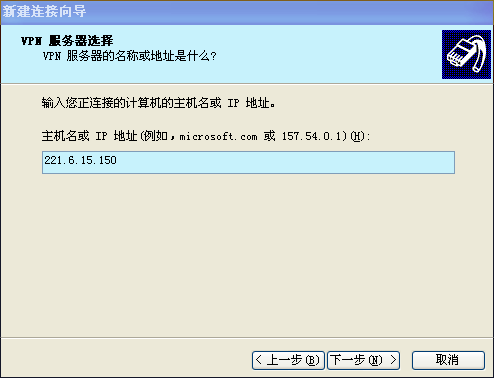 新建连接向导
VPN 服务器选择
VPN 服务器的名称或地址是什么?
输入您正连接的计算机的主机名或 IP 地址。
主机名或 IP 地址(例如，microsoft.com 或 157.54.0.1)(H):
221.6.15.150
< 上一步(B) 下一步(N) > 取消